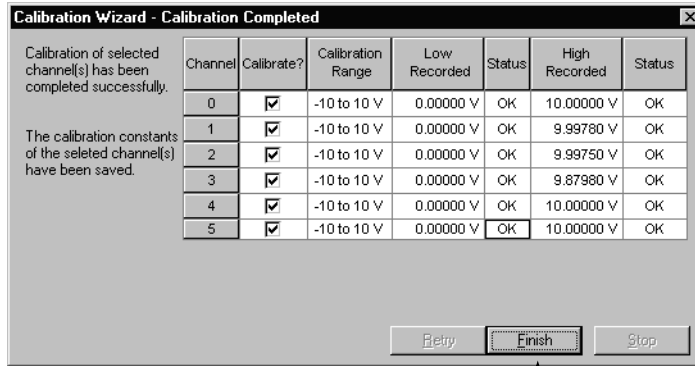 Calibration Wizard - Calibration Completed
Calibration of selected
channel(s) has been
completed successfully.
The calibration constants
of the seleted channel(s)
have been saved.
Channel Calibrate? Calibration Range Low Recorded Status High Recorded Status
0 -10 to 10 V 0.00000 V OK 10.00000 V OK
1 -10 to 10 V 0.00000 V OK 9.99780 V OK
2 -10 to 10 V 0.00000 V OK 9.99750 V OK
3 -10 to 10 V 0.00000 V OK 9.87980 V OK
4 -10 to 10 V 0.00000 V OK 10.00000 V OK
5 -10 to 10 V 0.00000 V OK 10.00000 V OK
Retry Finish Stop